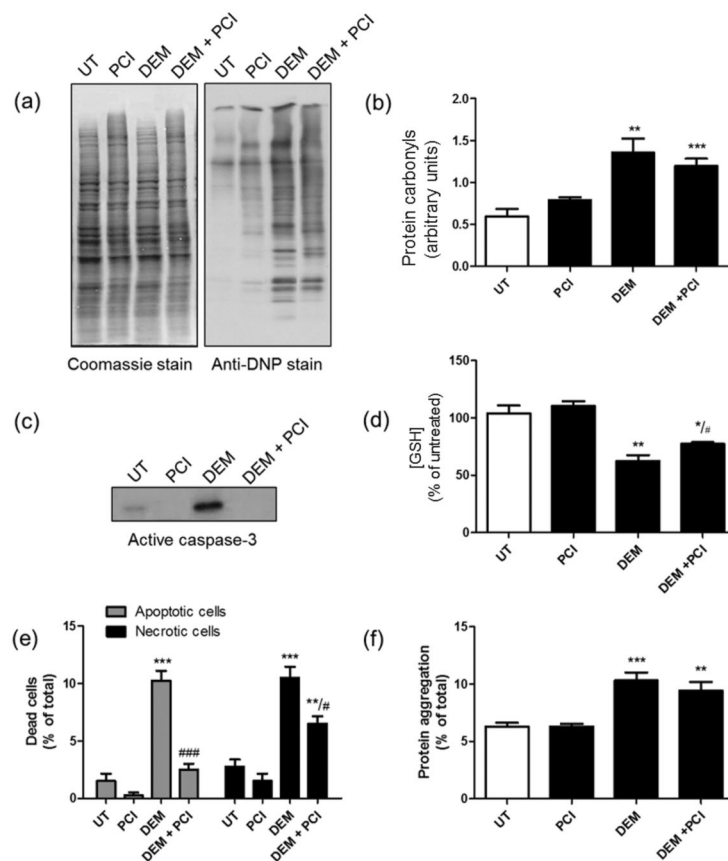 (a)
UT PCI DEM DEM + PCI
UT PCI DEM DEM + PCI
Coomassie stain
Anti-DNP stain
(b)
Protein carbonyls
(arbitrary units)
2.0
1.5
1.0
0.5
0.0
**
***
UT
PCI
DEM
DEM +PCI
(c)
UT PCI DEM DEM + PCI
Active caspase-3
(d)
[GSH]
(% of untreated)
150
100
50
0
**
*/#
UT
PCI
DEM
DEM +PCI
(e)
Apoptotic cells
Necrotic cells
Dead cells
(% of total)
15
10
5
0
***
###
***
**/#
UT
PCI
DEM
DEM + PCI
UT
PCI
DEM
DEM + PCI
(f)
Protein aggregation
(% of total)
15
10
5
0
***
**
UT
PCI
DEM
DEM +PCI